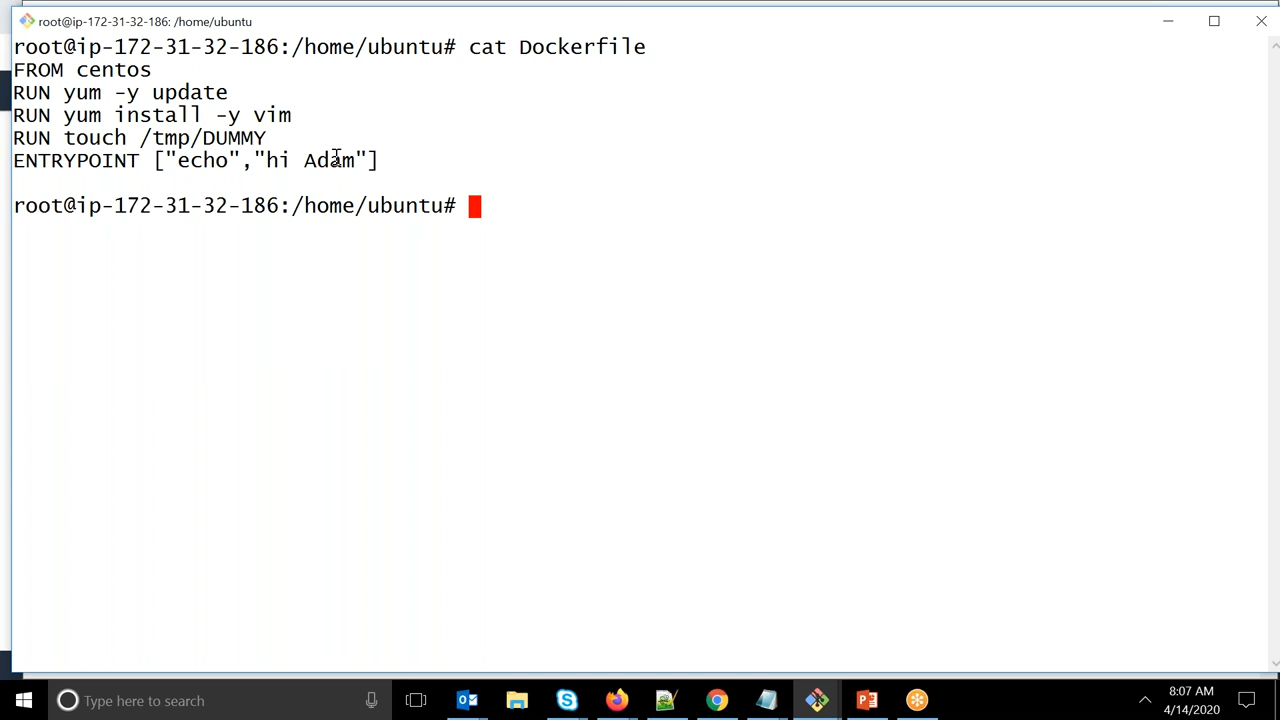 root@ip-172-31-32-186: /home/ubuntu
root@ip-172-31-32-186:/home/ubuntu# cat Dockerfile
FROM centos
RUN yum -y update
RUN yum install -y vim
RUN touch /tmp/DUMMY
ENTRYPOINT ["echo","hi Adam"]
root@ip-172-31-32-186:/home/ubuntu#
Type here to search
8:07 AM
4/14/2020